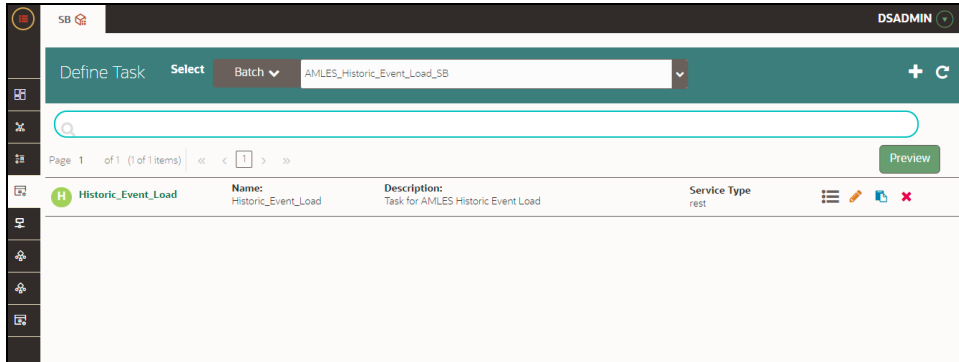 SB
DSADMIN
Define Task Select Batch AMLES_Historic_Event_Load_SB
Page 1 of 1 (1 of 1 items) « < 1 > »
Preview
H Historic_Event_Load
Name:
Historic_Event_Load
Description:
Task for AMLES Historic Event Load
Service Type
rest